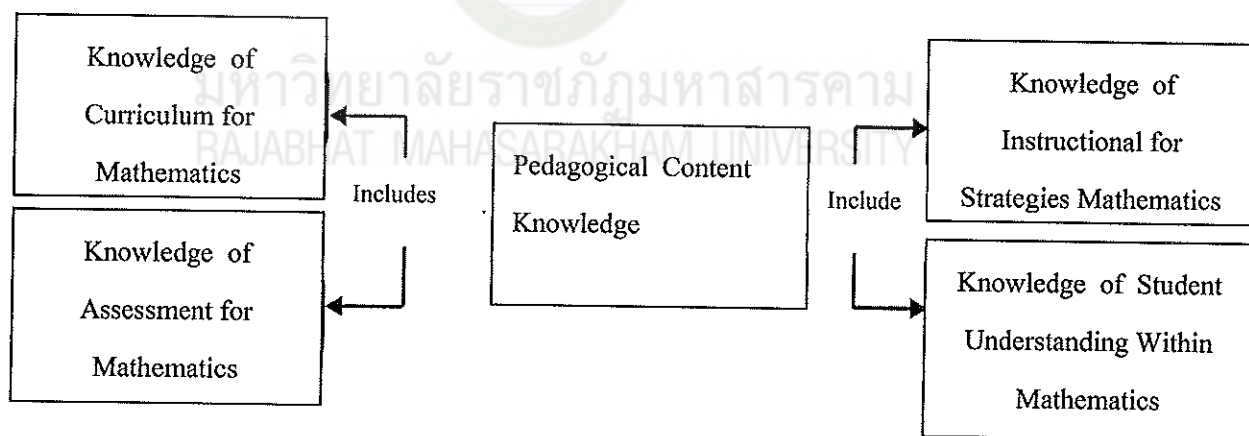 Knowledge of
Curriculum for
Mathematics
Knowledge of
Assessment for
Mathematics
Includes
Pedagogical Content
Knowledge
Include
Knowledge of
Instructional for
Strategies Mathematics
Knowledge of Student
Understanding Within
Mathematics
มหาวิทยาลัยราชภัฏมหาสารคาม
RAJABHAT MAHASARAKHAM UNIVERSITY